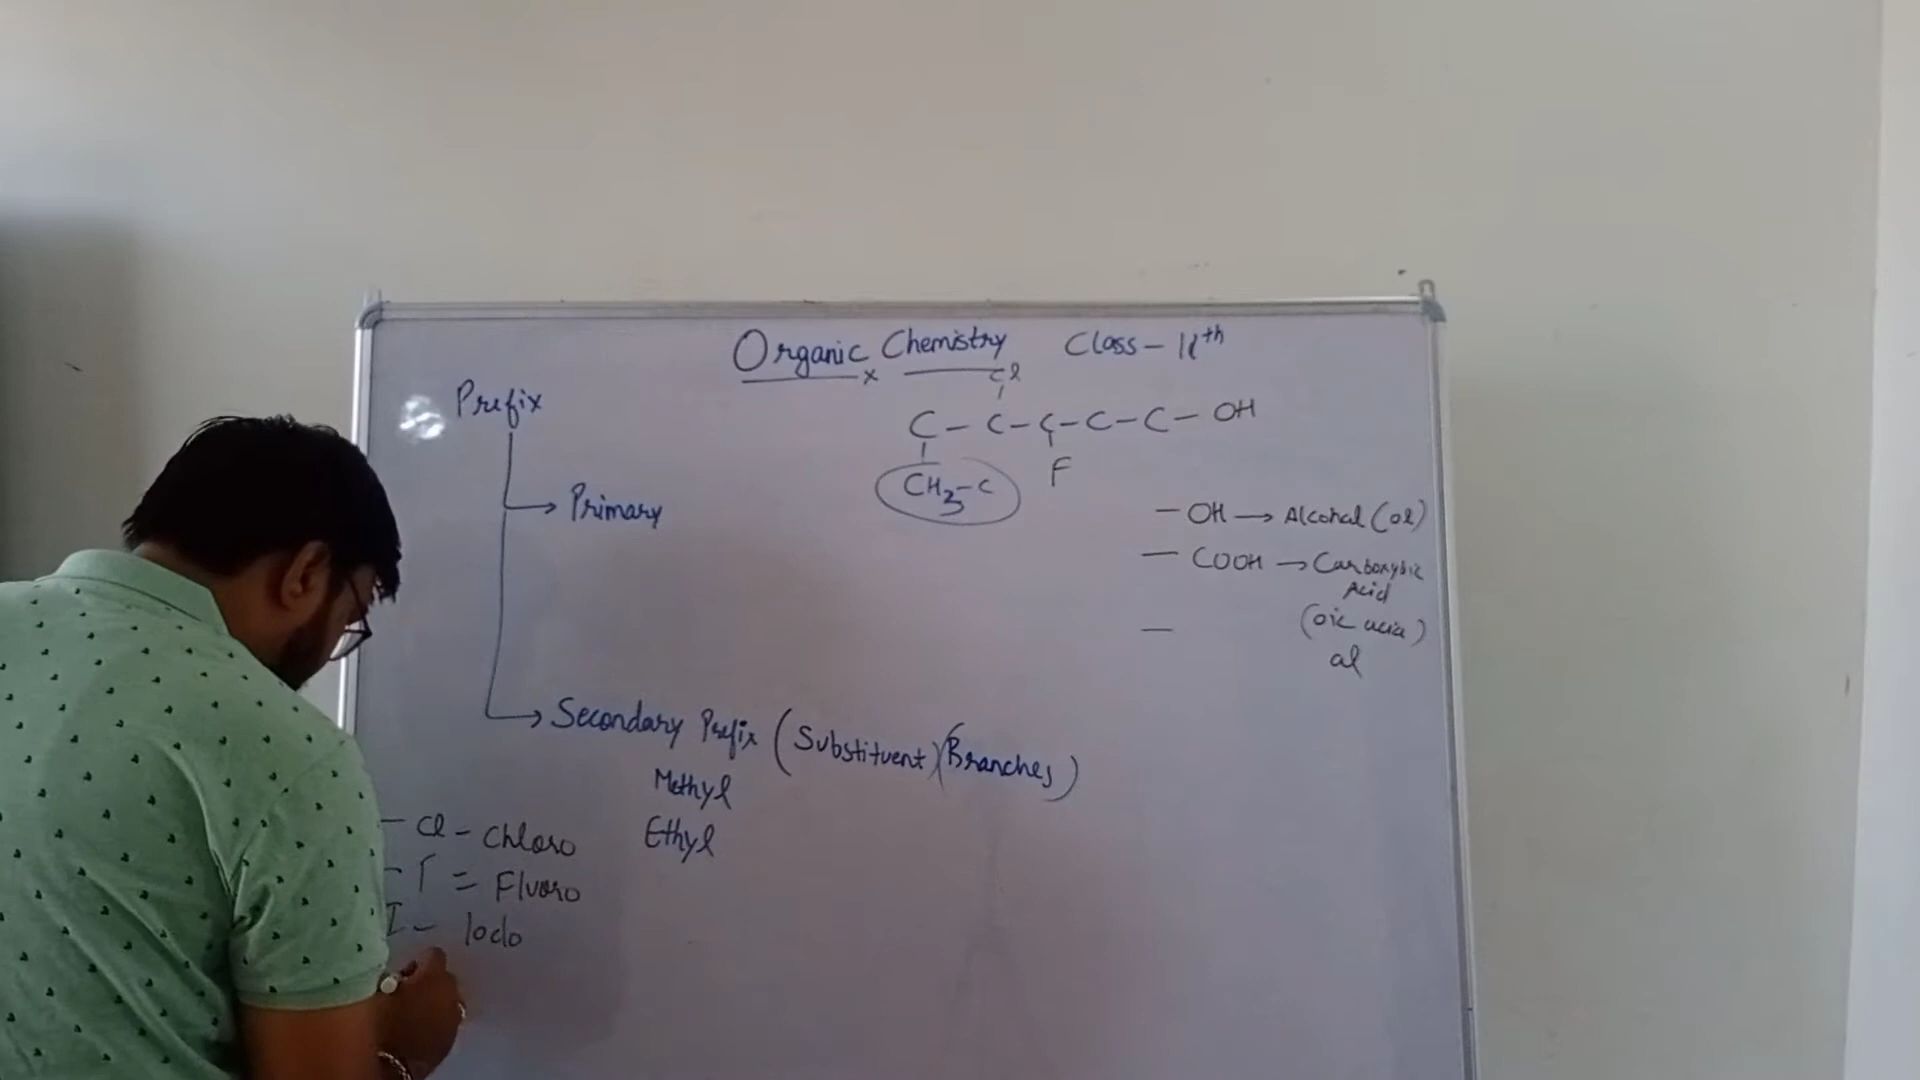 Organic Chemistry Class - 11th
x
Prefix
Cl
C - C - C - C - C - OH
CH3-C
F
Primary
- OH → Alcohal (ol)
- COOH → Carboxylic
Acid
(oic acid)
-
al
Secondary Prefix (Substituent) (Branches)
Methyl
Ethyl
- Cl - Chloro
- F = Fluoro
I - Iodo